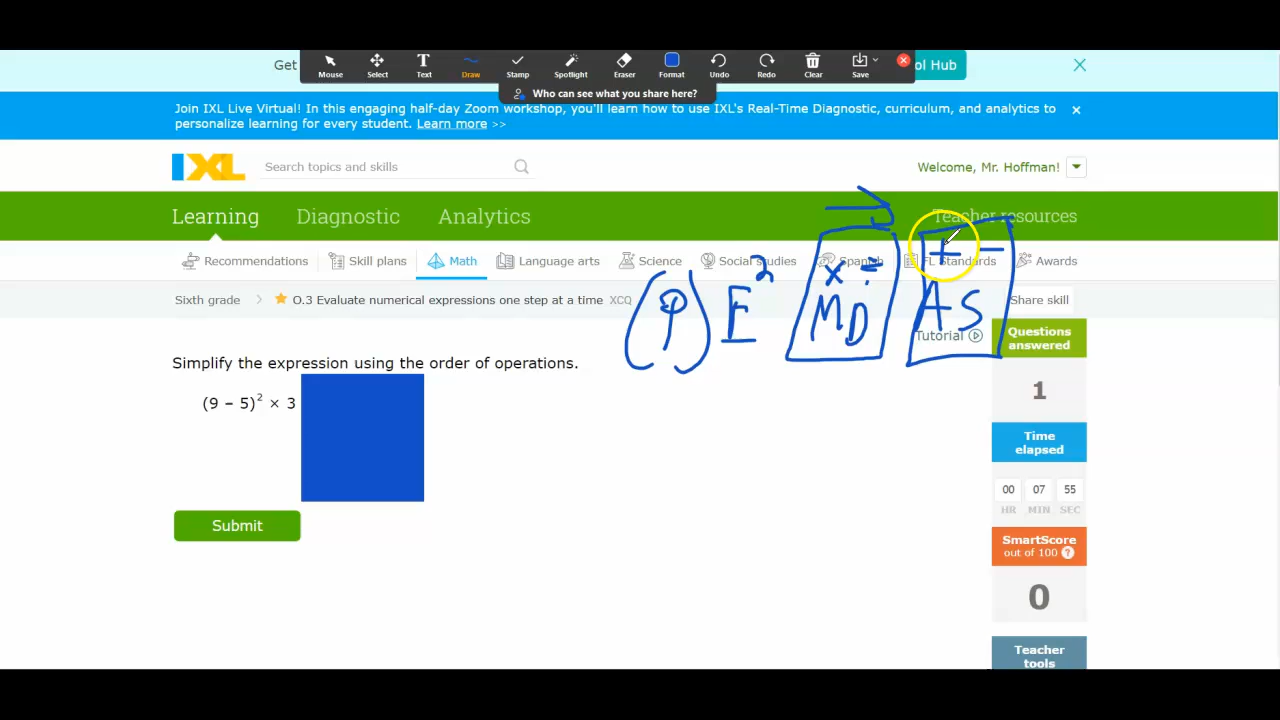 Get
ol Hub
Mouse Select Text Draw Stamp Spotlight Eraser Format Undo Redo Clear Save
Who can see what you share here?
Join IXL Live Virtual! In this engaging half-day Zoom workshop, you'll learn how to use IXL's Real-Time Diagnostic, curriculum, and analytics to
personalize learning for every student. Learn more >>
IXL Search topics and skills Welcome, Mr. Hoffman!
Learning Diagnostic Analytics Teacher resources
Recommendations Skill plans Math Language arts Science Social studies Spanish FL Standards Awards
+ −
× ÷
(P) E² MD AS
Sixth grade > O.3 Evaluate numerical expressions one step at a time XCQ Share skill
Tutorial
Simplify the expression using the order of operations.
(9 – 5)² × 3
Submit
Questions
answered
1
Time
elapsed
00 07 55
HR MIN SEC
SmartScore
out of 100 ?
0
Teacher
tools